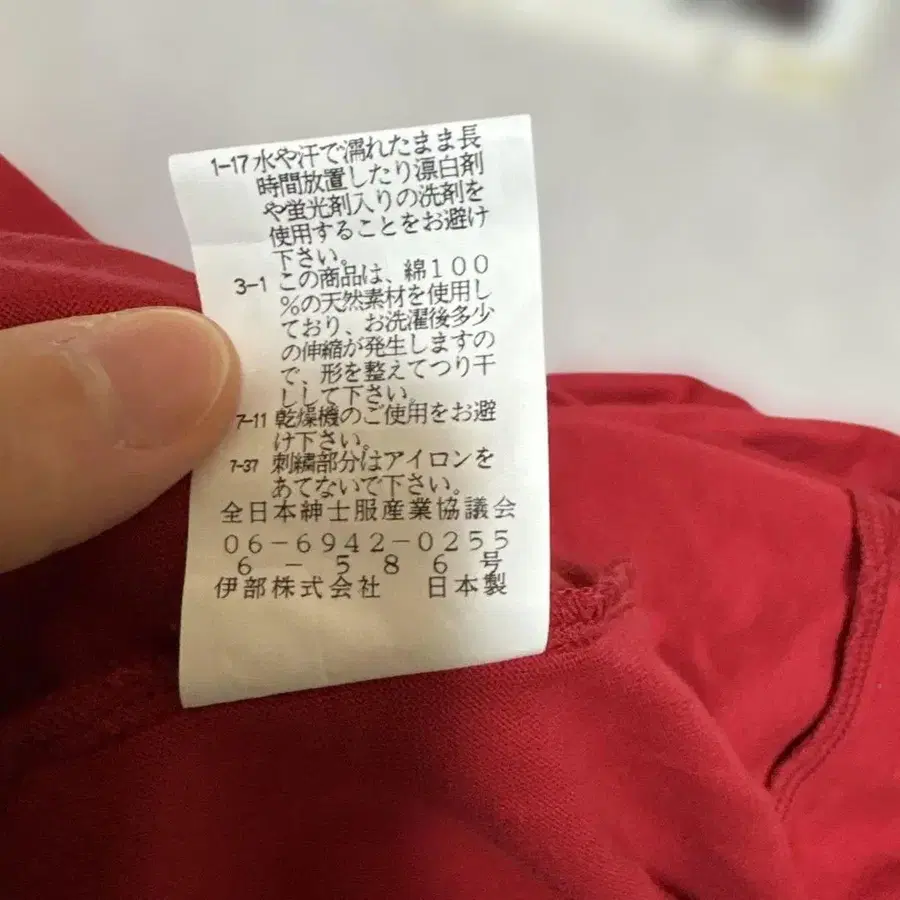 1-17 水や汗で濡れたまま長
時間放置したり漂白剤
や蛍光剤入りの洗剤を
使用することをお避け
下さい。
3-1 この商品は、綿100
%の天然素材を使用し
ており、お洗濯後多少
の伸縮が発生しますの
で、形を整えてつり干
しして下さい。
7-11 乾燥機のご使用をお避
け下さい。
7-37 刺繍部分はアイロンを
あてないで下さい。
全日本紳士服産業協議会
06-6942-0255
6-586号
伊部株式会社 日本製